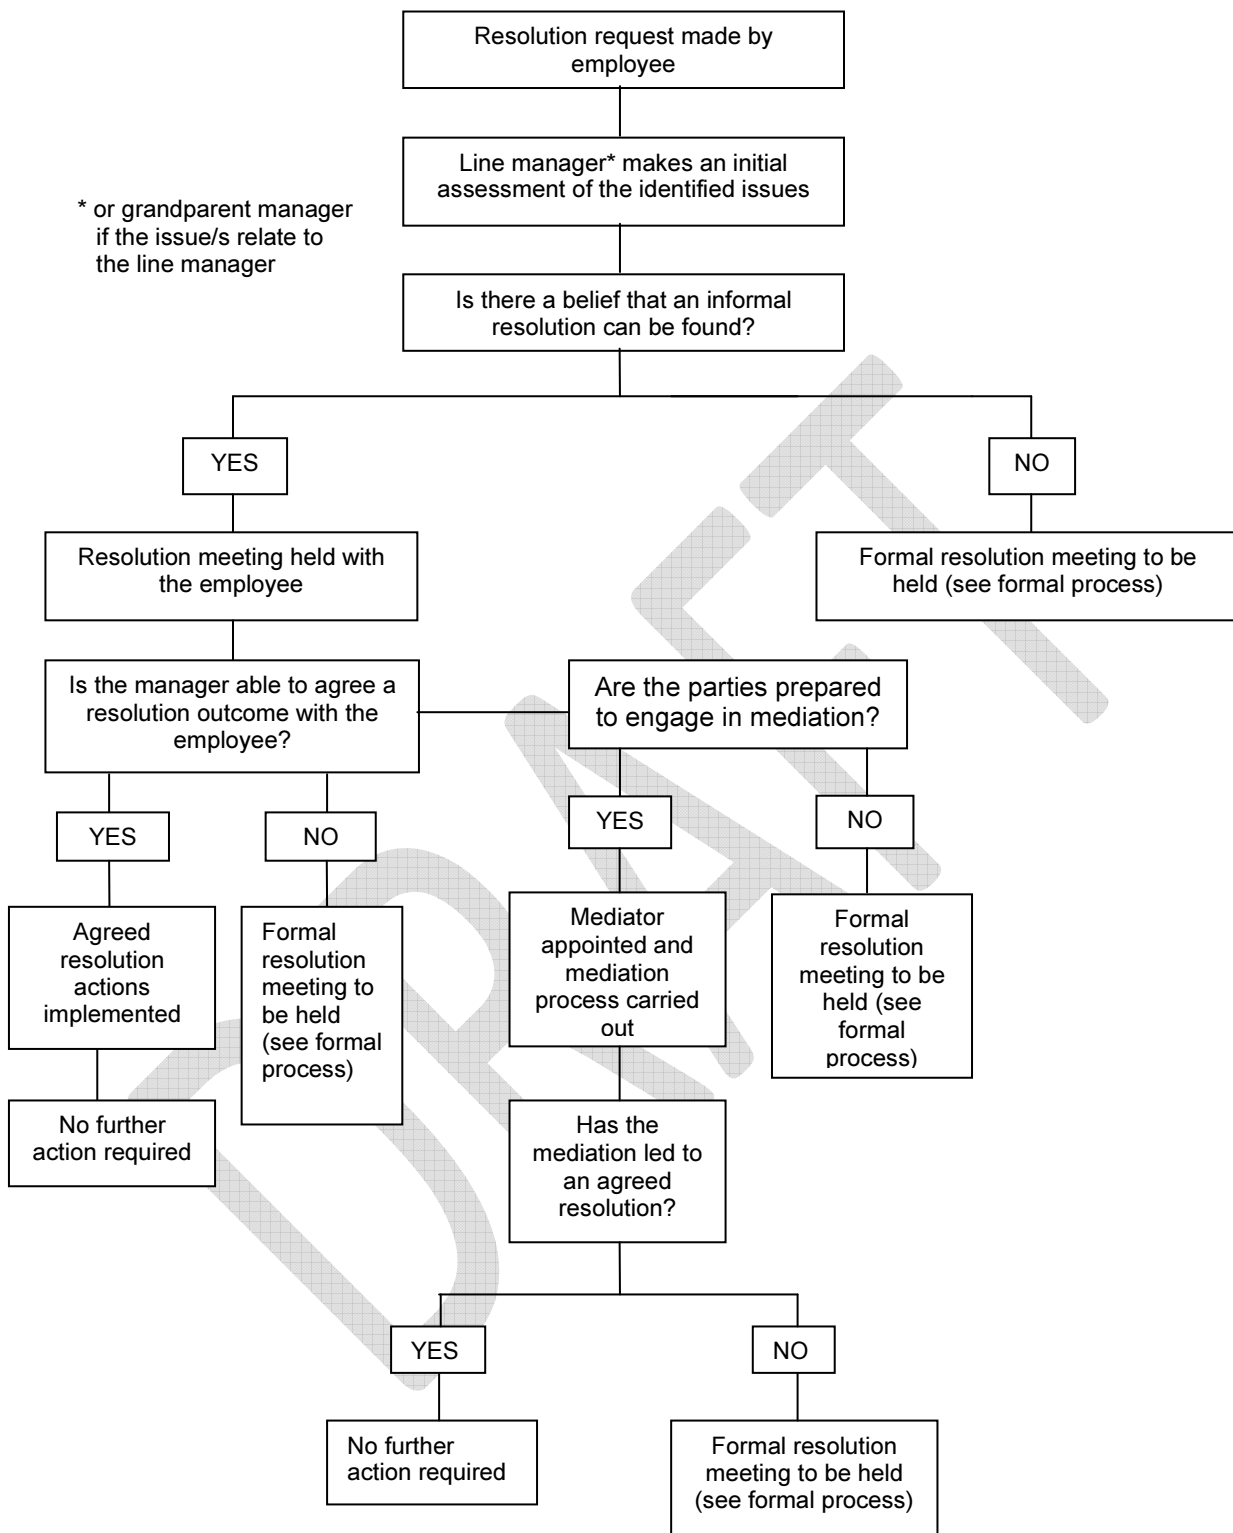 Resolution request made by
employee
Line manager* makes an initial
assessment of the identified issues
* or grandparent manager
if the issue/s relate to
the line manager
Is there a belief that an informal
resolution can be found?
YES
NO
Resolution meeting held with
the employee
Formal resolution meeting to be
held (see formal process)
Is the manager able to agree a
resolution outcome with the
employee?
Are the parties prepared
to engage in mediation?
YES
NO
YES
NO
Agreed
resolution
actions
implemented
Formal
resolution
meeting to
be held
(see formal
process)
Mediator
appointed and
mediation
process carried
out
Formal
resolution
meeting to be
held (see
formal
process)
No further
action required
Has the
mediation led to
an agreed
resolution?
YES
NO
No further
action required
Formal resolution
meeting to be held
(see formal process)
DRAFT